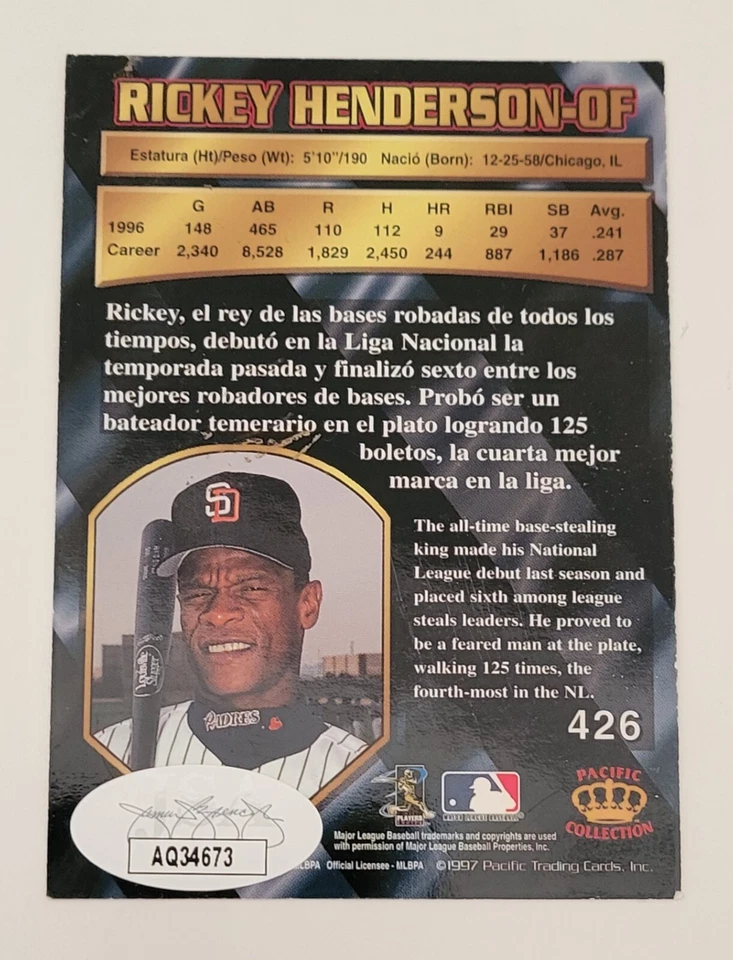 RICKEY HENDERSON-OF
Estatura (Ht)/Peso (Wt): 5'10"/190 Nació (Born): 12-25-58/Chicago, IL
G AB R H HR RBI SB Avg.
1996 148 465 110 112 9 29 37 .241
Career 2,340 8,528 1,829 2,450 244 887 1,186 .287
Rickey, el rey de las bases robadas de todos los
tiempos, debutó en la Liga Nacional la
temporada pasada y finalizó sexto entre los
mejores robadores de bases. Probó ser un
bateador temerario en el plato logrando 125
boletos, la cuarta mejor
marca en la liga.
The all-time base-stealing
king made his National
League debut last season and
placed sixth among league
steals leaders. He proved to
be a feared man at the plate,
walking 125 times, the
fourth-most in the NL.
426
SD
Louisville
Slugger
PADRES
PLAYERS
CHOICE
MAJOR LEAGUE BASEBALL
PACIFIC
COLLECTION
AQ34673
Major League Baseball trademarks and copyrights are used
with permission of Major League Baseball Properties, Inc.
LBPA Official Licensee - MLBPA ©1997 Pacific Trading Cards, Inc.